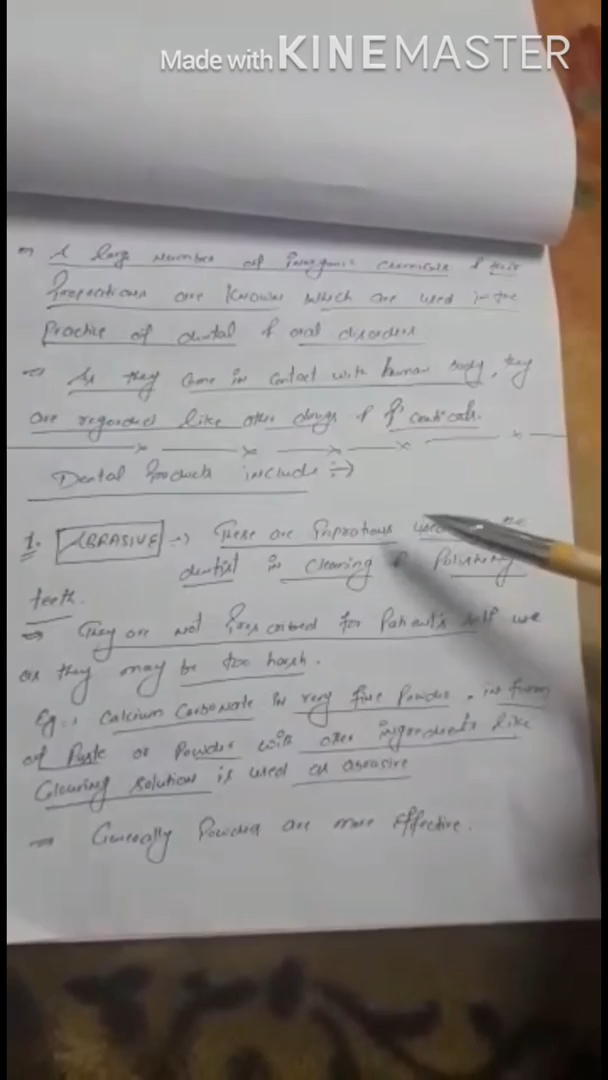 Made with KINEMASTER
⇒ A large number of inorganic chemicals & their
Preparations are known which are used in the
Practice of dental & oral disorders
⇒ As they come in contact with human body, they
are regarded like other drugs & P'ceuticals.
Dental Products include ÷→
1. ABRASIVE → These are Preprations used the
dentist in cleaning & Polishing
teeth.
⇒ They are not Prescribed for Patient's self use
as they may be too harsh.
Eg.: Calcium Carbonate in very fine Powder, in form
of Paste or Powder with other ingredients like
Cleaning solution is used as abrasive
Generally Powder are more effective.